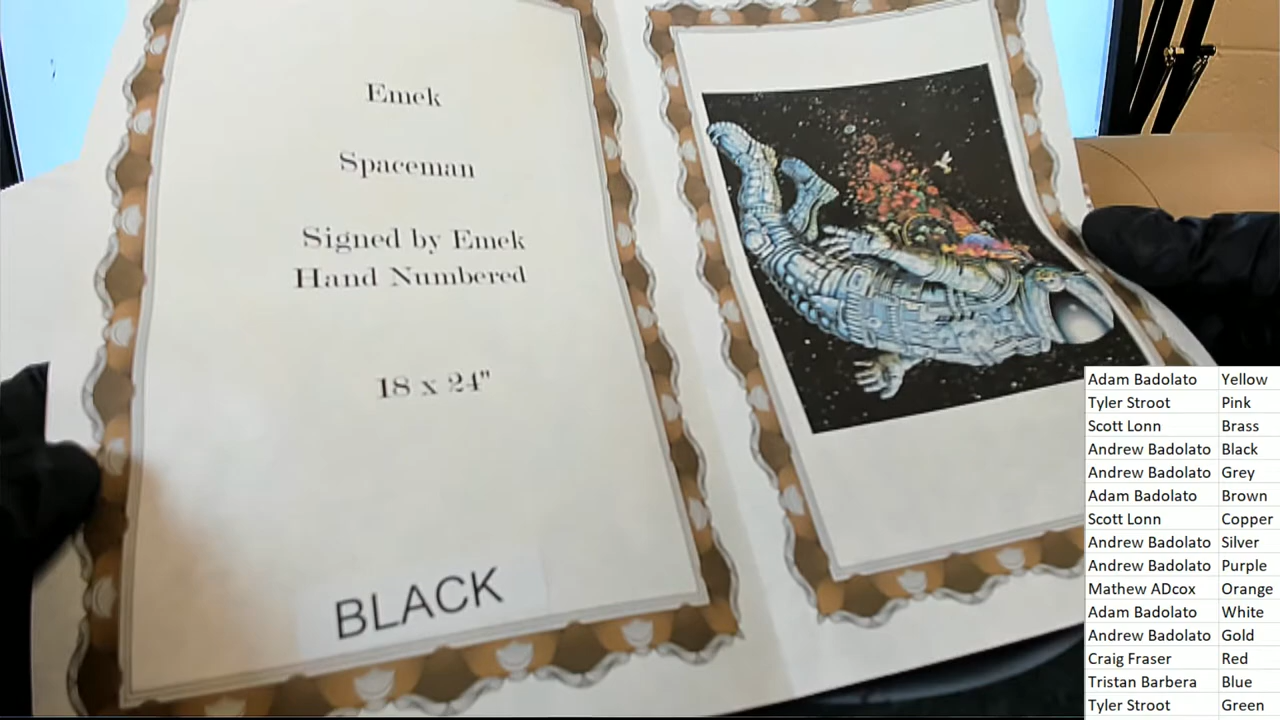 Emek
Spaceman
Signed by Emek
Hand Numbered
18 x 24"
BLACK
Adam Badolato Yellow
Tyler Stroot Pink
Scott Lonn Brass
Andrew Badolato Black
Andrew Badolato Grey
Adam Badolato Brown
Scott Lonn Copper
Andrew Badolato Silver
Andrew Badolato Purple
Mathew ADcox Orange
Adam Badolato White
Andrew Badolato Gold
Craig Fraser Red
Tristan Barbera Blue
Tyler Stroot Green